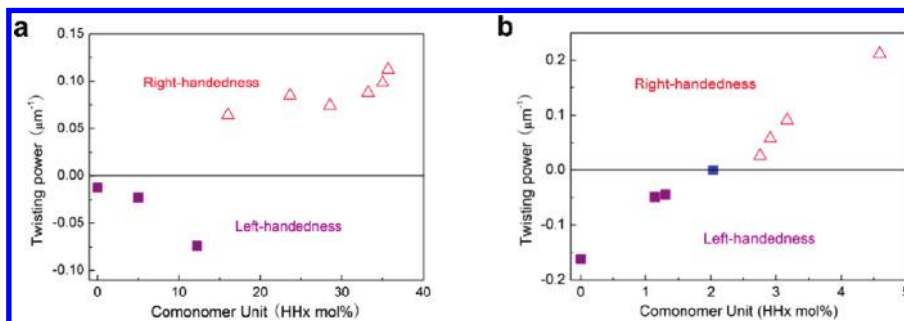 a
0.15
0.10
0.05
0.00
-0.05
-0.10
Twisting power (μm⁻¹)
Right-handedness
Left-handedness
0 10 20 30 40
Comonomer Unit (HHx mol%)
b
0.2
0.1
0.0
-0.1
-0.2
Twisting power (μm⁻¹)
Right-handedness
Left-handedness
0 1 2 3 4 5
Comonomer Unit (HHx mol%)